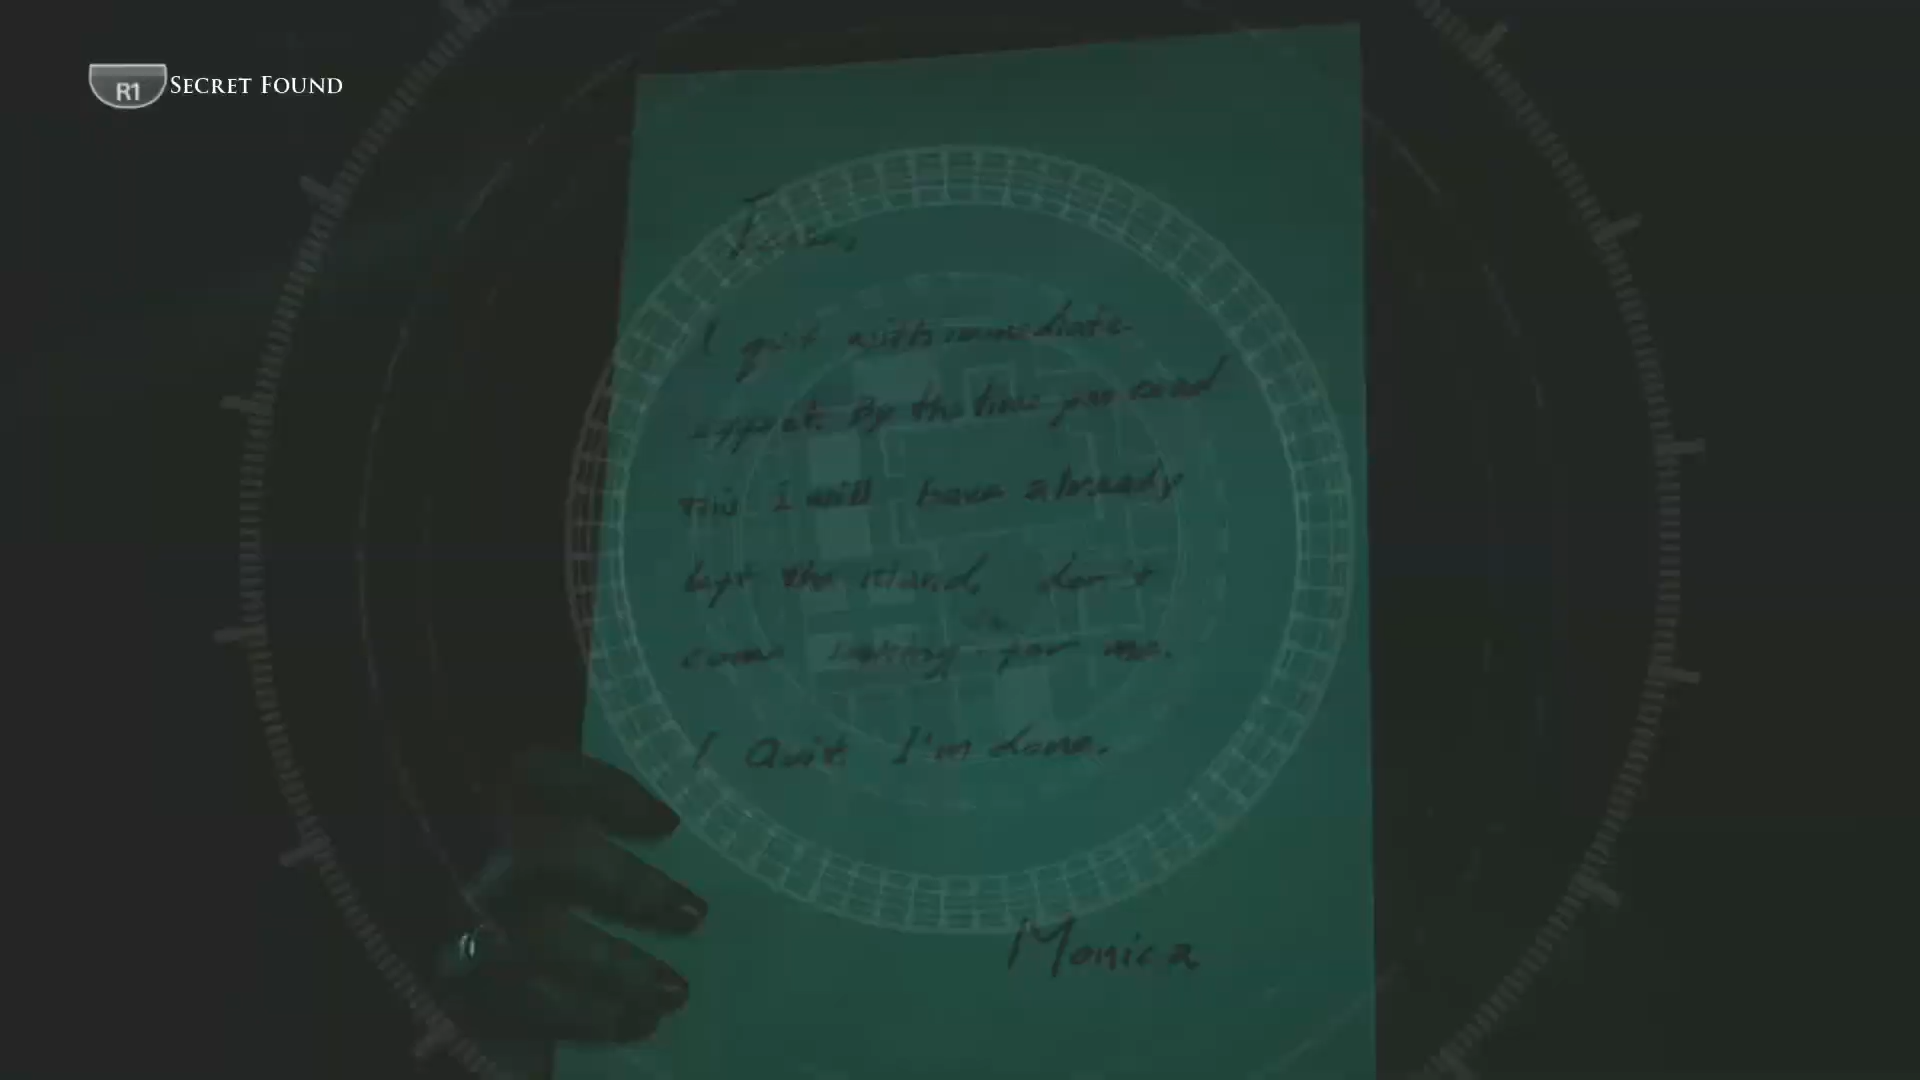 R1 SECRET FOUND
I quit with immediate
effect. By the time you read
this I will have already
left the island, don't
come looking for me.
I Quit I'm done.
Monica